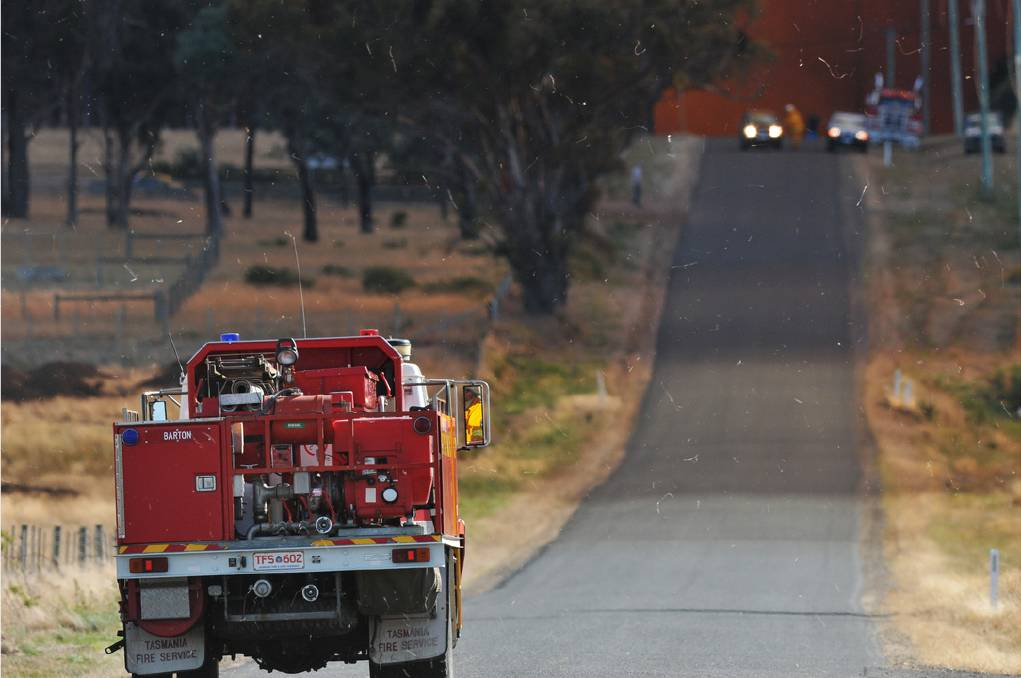 BARTON
TFS·602
TASMANIA
FIRE SERVICE
TASMANIA
FIRE SERVICE